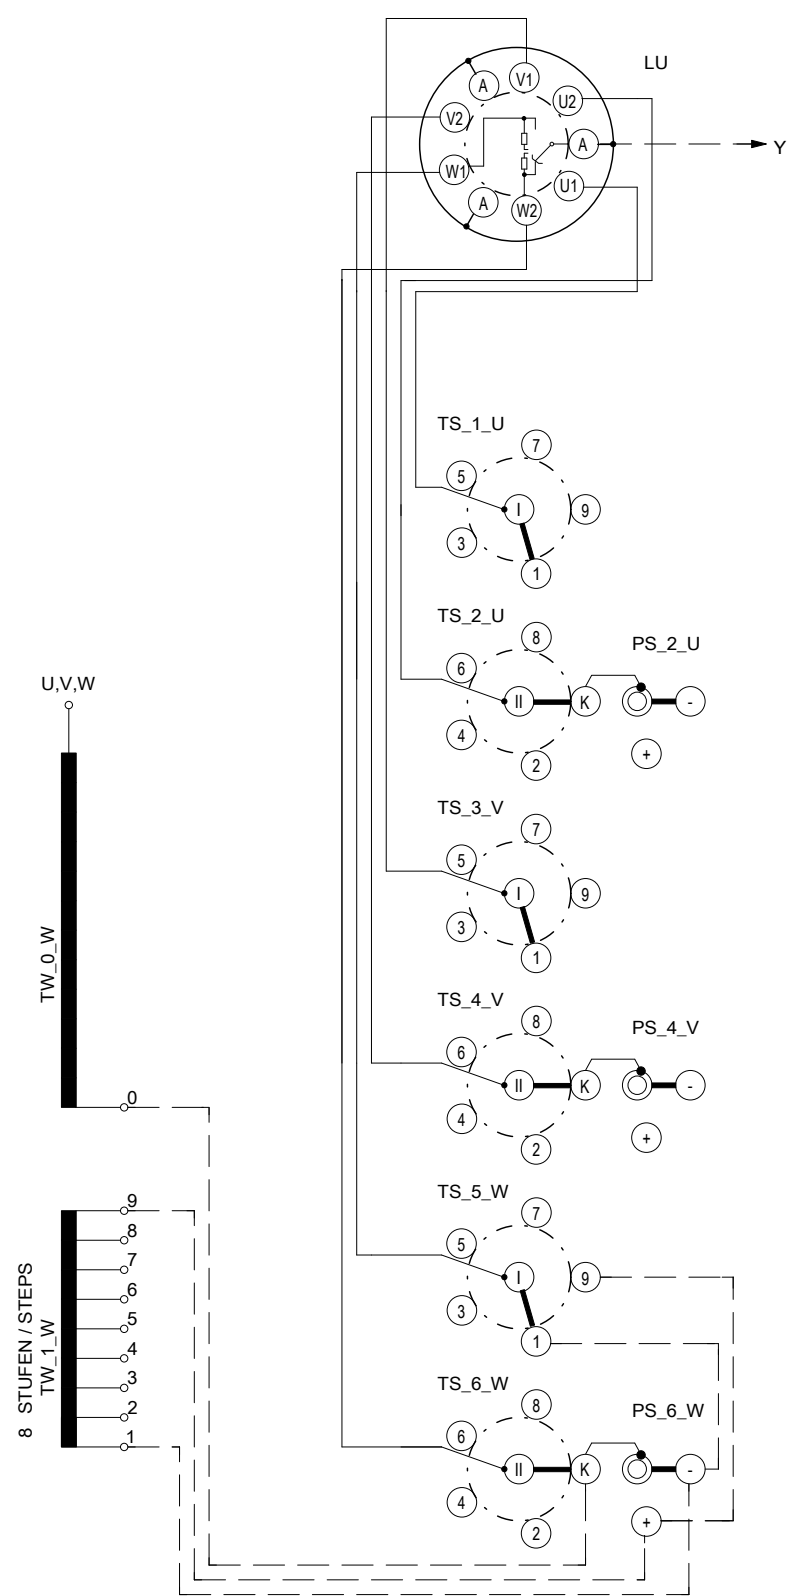 LU
V1
A
U2
V2
A
Y
W1
U1
A
W2
TS_1_U
7
5
I
9
3
1
TS_2_U
8
PS_2_U
6
II
K
-
4
+
2
U,V,W
TS_3_V
7
5
I
9
3
1
TW_0_W
TS_4_V
8
PS_4_V
6
II
K
-
4
+
2
0
TS_5_W
7
5
I
9
3
1
9
8
7
6
5
4
3
2
1
8 STUFEN / STEPS
TW_1_W
TS_6_W
8
PS_6_W
6
II
K
-
4
+
2